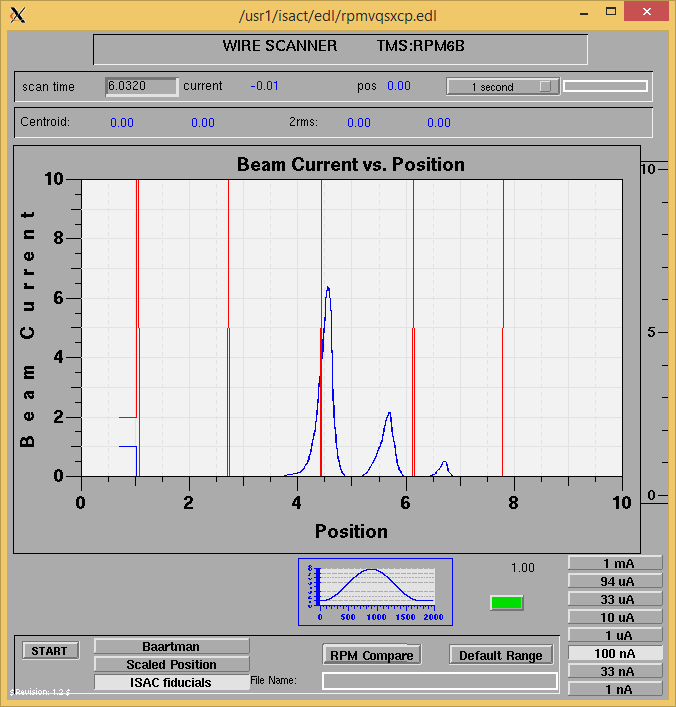 /usr1/isact/edl/rpmvqsxcp.edl
WIRE SCANNER TMS:RPM6B
scan time 6.0320 current -0.01 pos 0.00 1 second
Centroid: 0.00 0.00 2rms: 0.00 0.00
Beam Current vs. Position
10
8
6
4
2
0
Beam Current
0 2 4 6 8 10
Position
10
5
0
8
0 500 1000 1500 2000
1.00
1 mA
94 uA
33 uA
10 uA
1 uA
100 nA
33 nA
1 nA
START
Baartman
Scaled Position
ISAC fiducials
RPM Compare
Default Range
File Name:
$Revision: 1.2 $